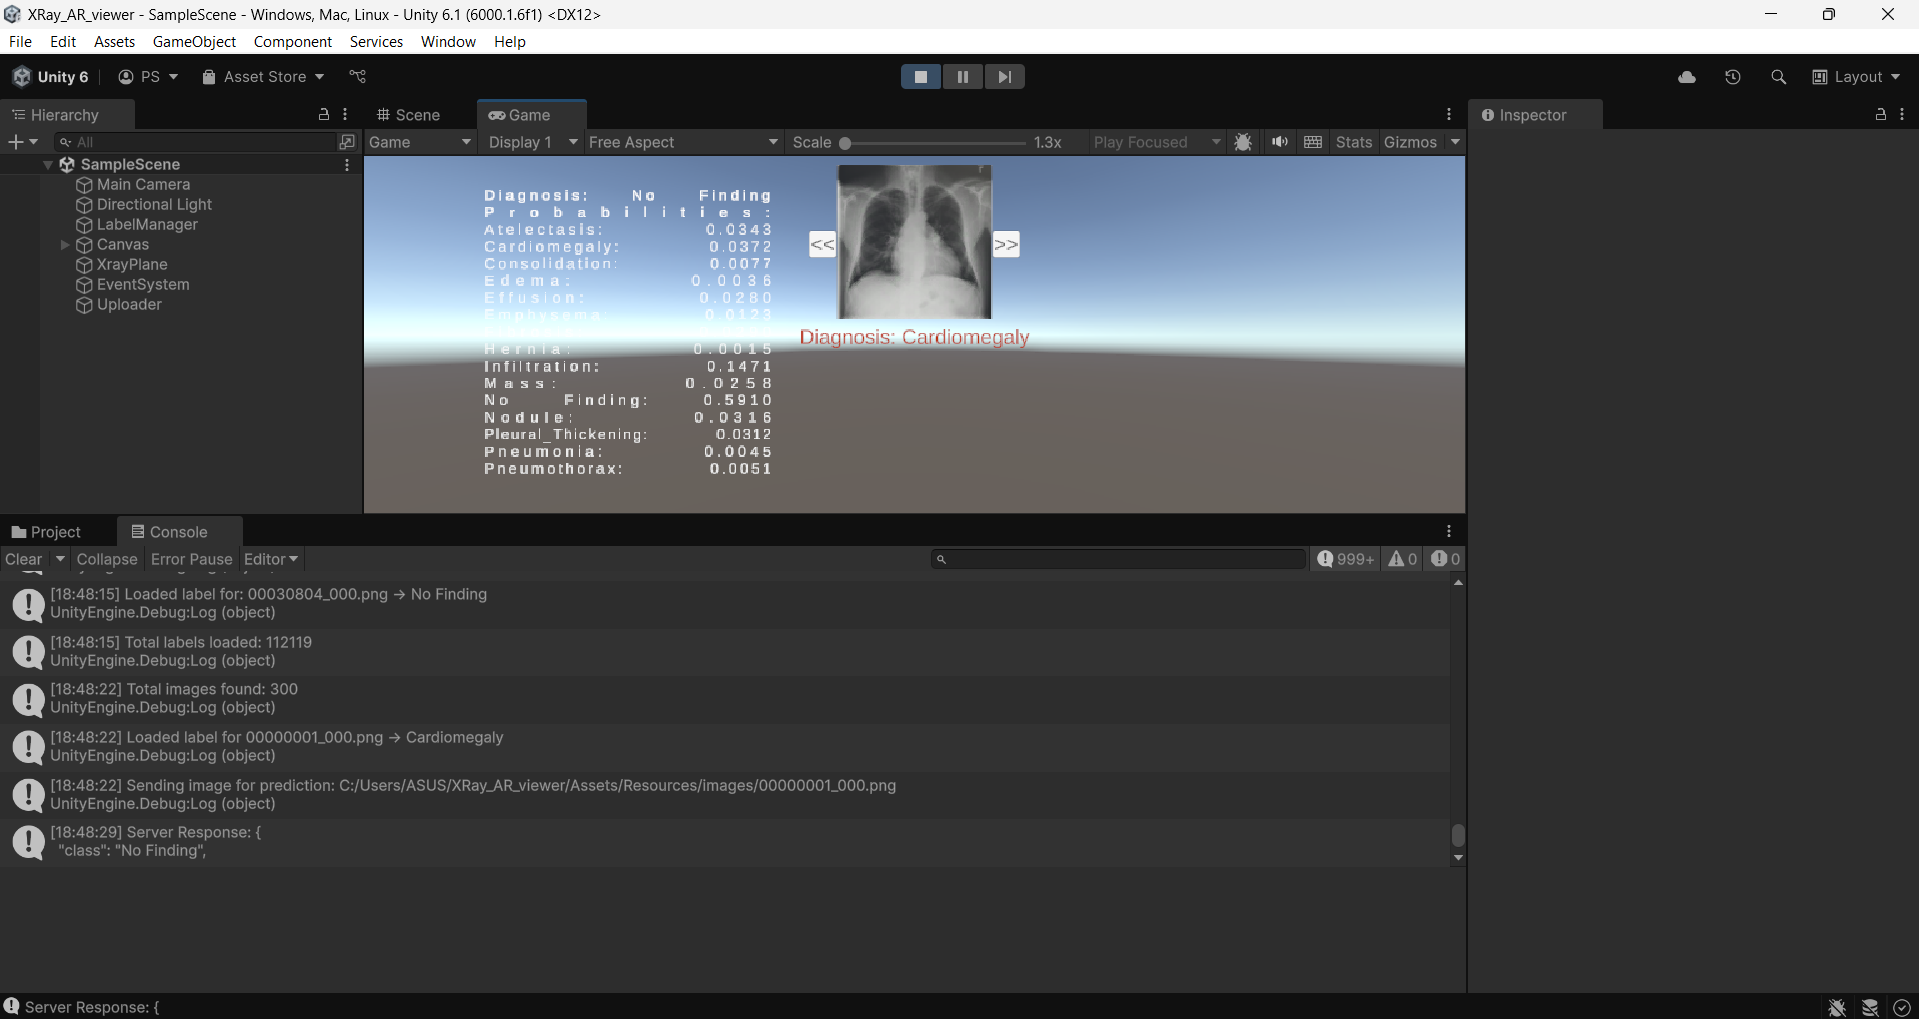 XRay_AR_viewer - SampleScene - Windows, Mac, Linux - Unity 6.1 (6000.1.6f1) <DX12>
File Edit Assets GameObject Component Services Window Help
Unity 6 PS Asset Store Layout
Hierarchy
All
SampleScene
Main Camera
Directional Light
LabelManager
Canvas
XrayPlane
EventSystem
Uploader
Scene Game
Game Display 1 Free Aspect Scale 1.3x Play Focused Stats Gizmos
Diagnosis: No Finding
Probabilities:
Atelectasis: 0.0343
Cardiomegaly: 0.0372
Consolidation: 0.0077
Edema: 0.0036
Effusion: 0.0280
Emphysema: 0.0123
Hernia: 0.0015
Infiltration: 0.1471
Mass: 0.0258
No Finding: 0.5910
Nodule: 0.0316
Pleural_Thickening: 0.0312
Pneumonia: 0.0045
Pneumothorax: 0.0051
<< >>
Diagnosis: Cardiomegaly
Inspector
Project Console
Clear Collapse Error Pause Editor 999+ 0 0
[18:48:15] Loaded label for: 00030804_000.png → No Finding
UnityEngine.Debug:Log (object)
[18:48:15] Total labels loaded: 112119
UnityEngine.Debug:Log (object)
[18:48:22] Total images found: 300
UnityEngine.Debug:Log (object)
[18:48:22] Loaded label for 00000001_000.png → Cardiomegaly
UnityEngine.Debug:Log (object)
[18:48:22] Sending image for prediction: C:/Users/ASUS/XRay_AR_viewer/Assets/Resources/images/00000001_000.png
UnityEngine.Debug:Log (object)
[18:48:29] Server Response: {
"class": "No Finding",
Server Response: {